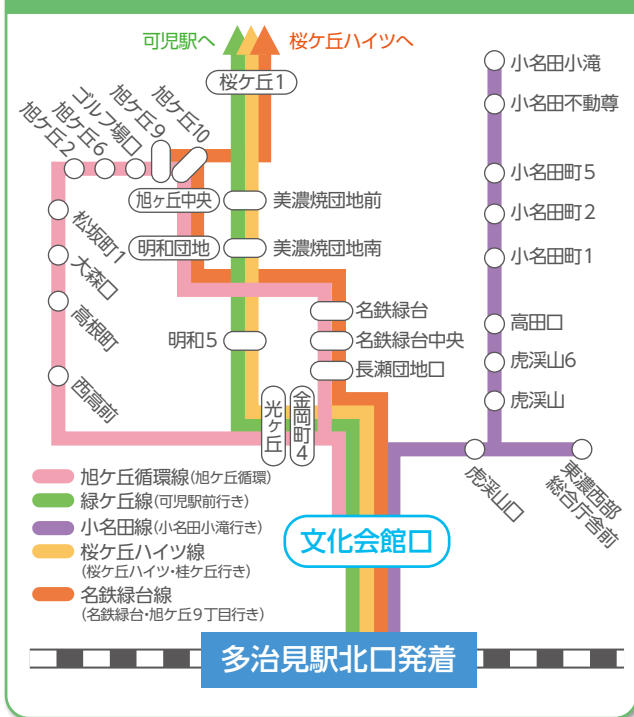 可児駅へ
桜ケ丘ハイツへ
桜ケ丘1
旭ケ丘10
旭ケ丘9
ゴルフ場口
旭ケ丘6
旭ケ丘2
旭ヶ丘中央
美濃焼団地前
明和団地
美濃焼団地南
松坂町1
大森口
高根町
西高前
名鉄緑台
名鉄緑台中央
長瀬団地口
明和5
光ヶ丘
金岡町4
小名田小滝
小名田不動尊
小名田町5
小名田町2
小名田町1
高田口
虎渓山6
虎渓山
虎渓山口
東濃西部
総合庁舎前
旭ケ丘循環線(旭ケ丘循環)
緑ケ丘線(可児駅前行き)
小名田線(小名田小滝行き)
桜ケ丘ハイツ線
(桜ケ丘ハイツ・桂ケ丘行き)
名鉄緑台線
(名鉄緑台・旭ケ丘9丁目行き)
文化会館口
多治見駅北口発着